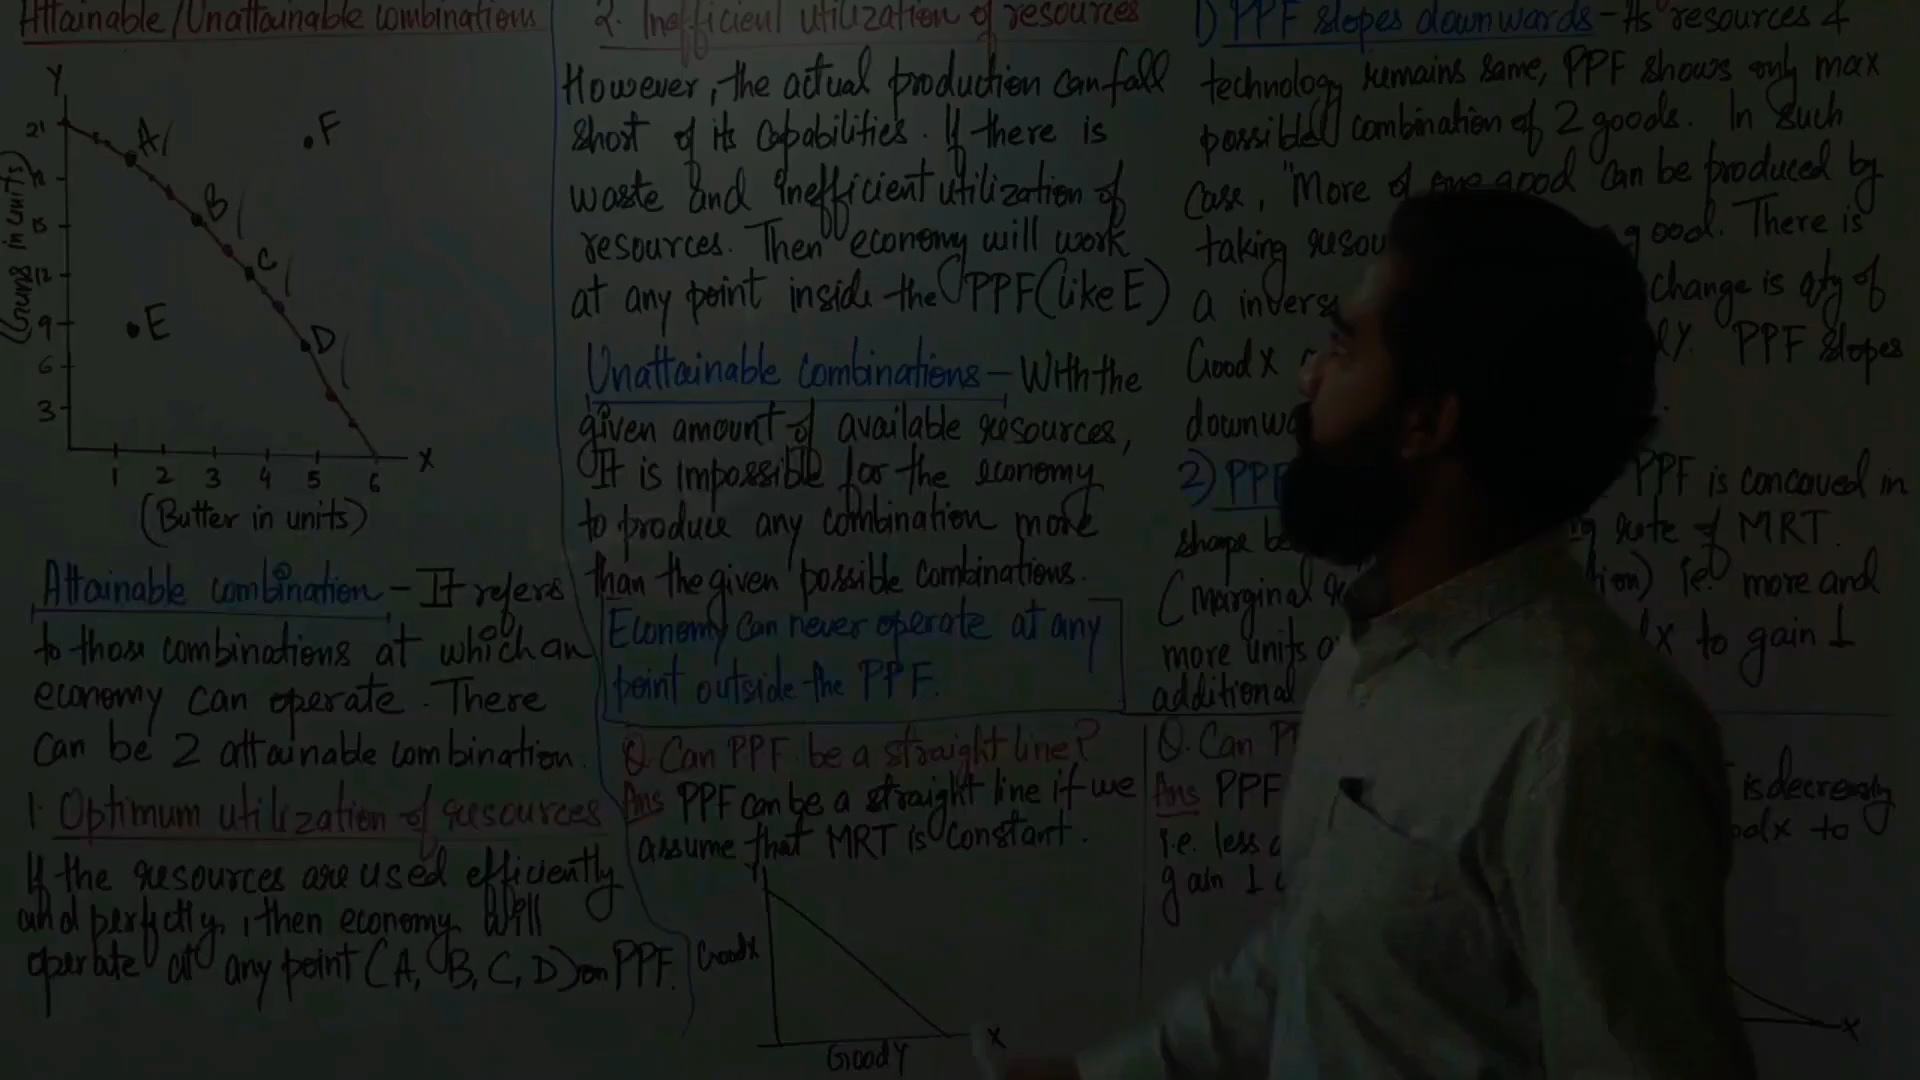 Attainable/Unattainable combinations
Y
21
18
15
12
9
6
3
(Guns in units)
A
B
C
D
E
F
1 2 3 4 5 6
X
(Butter in units)
Attainable combination - It refers
to those combinations at which an
economy can operate. There
can be 2 attainable combination.
1. Optimum utilization of resources
If the resources are used efficiently
and perfectly, then economy will
operate at any point (A, B, C, D) on PPF.
2. Inefficient utilization of resources
However, the actual production can fall
short of its capabilities. If there is
waste and inefficient utilization of
resources. Then economy will work
at any point inside the PPF (like E)
Unattainable combinations - With the
given amount of available resources,
It is impossible for the economy
to produce any combination more
than the given possible combinations.
Economy can never operate at any
point outside the PPF.
Q. Can PPF be a straight line?
Ans PPF can be a straight line if we
assume that MRT is constant.
Y
Good X
X
Good Y
1) PPF slopes downwards - As resources &
technology remains same, PPF shows only max
possible combination of 2 goods. In such
case, "More of one good can be produced by
taking good. There is
a change is qty of
Good X PPF slopes
2) PPF is concaved in
shape rate of MRT.
(marginal i.e. more and
more units to gain 1
additional
Q. Can
Ans PPF is decreasing
i.e. less to
gain 1
X